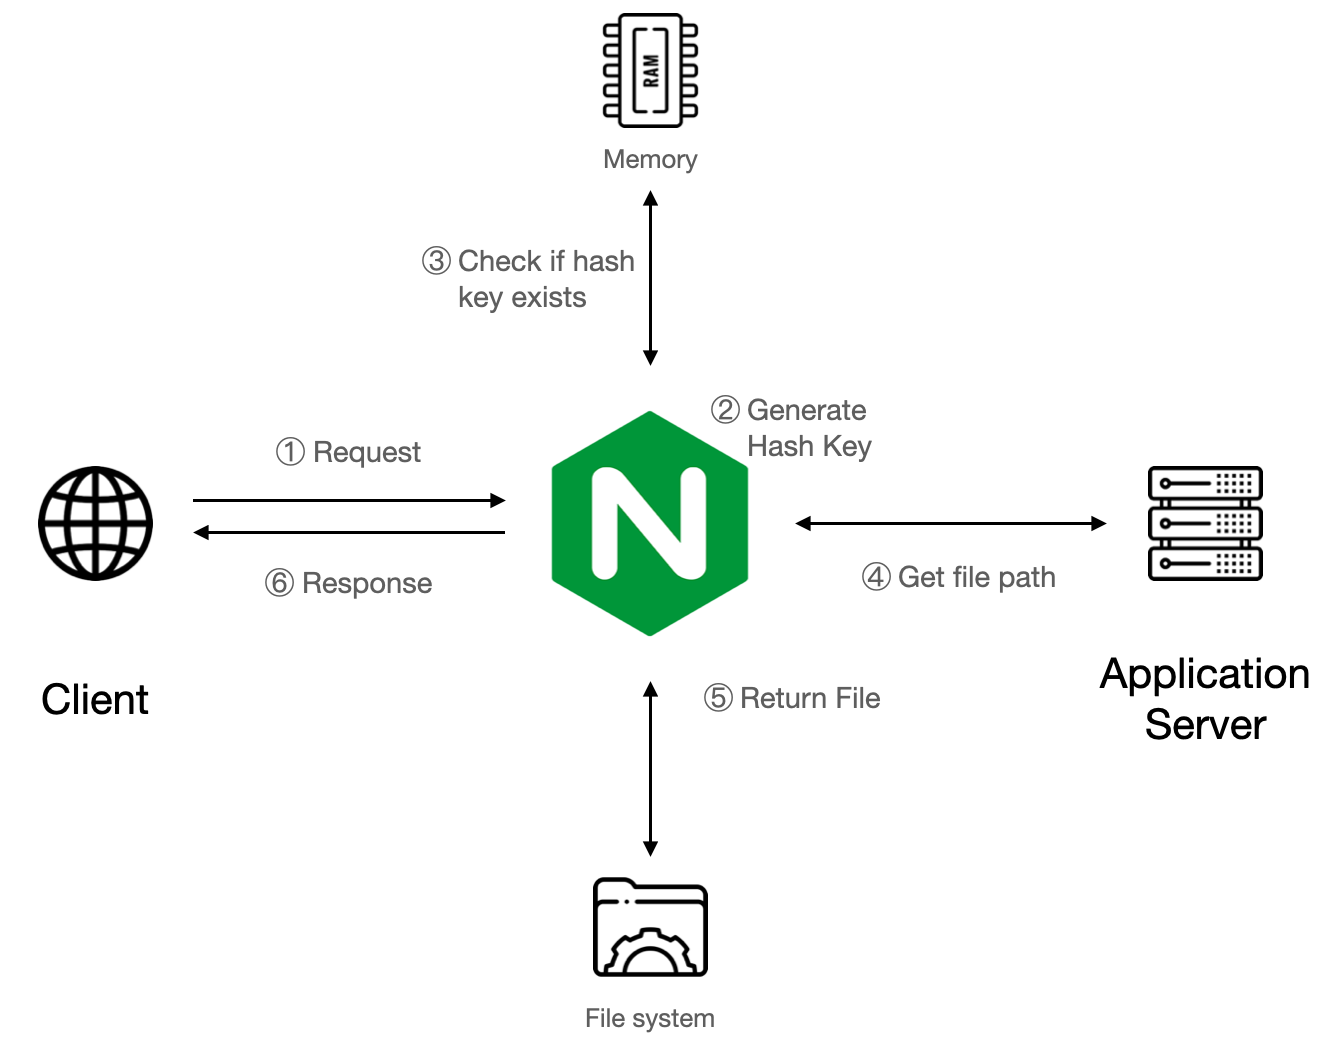 RAM
Memory
③ Check if hash
key exists
② Generate
Hash Key
① Request
N
④ Get file path
⑥ Response
Client
Application
Server
⑤ Return File
File system